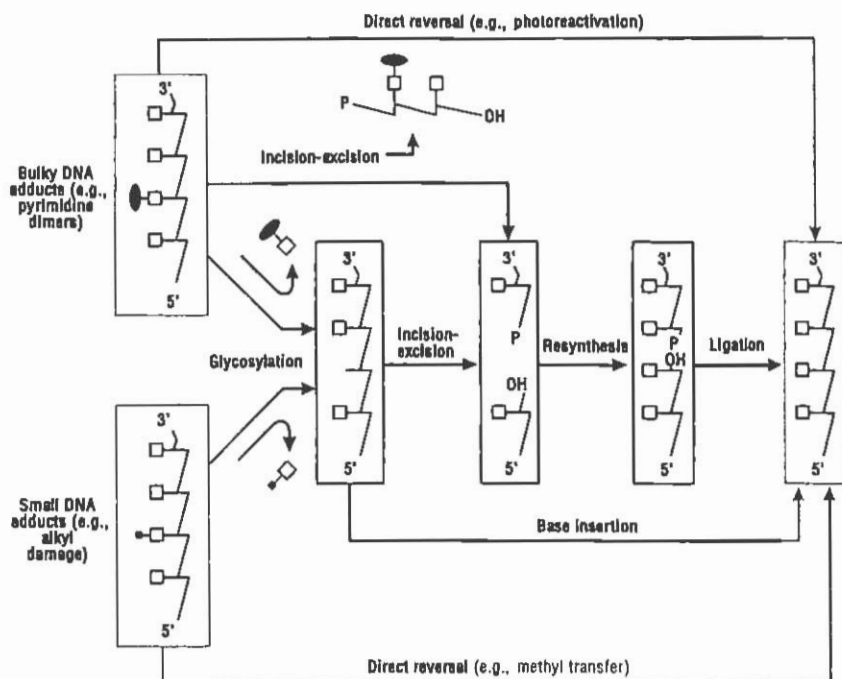 Direct reversal (e.g., photoreactivation)
3'
P
OH
Incision-excision
Bulky DNA
adducts (e.g.,
pyrimidine
dimers)
5'
3'
3'
3'
3'
Incision-
excision
P
Resynthesis
P
OH
Ligation
Glycosylation
OH
3'
5'
5'
5'
5'
Small DNA
adducts (e.g.,
alkyl
damage)
Base insertion
5'
Direct reversal (e.g., methyl transfer)